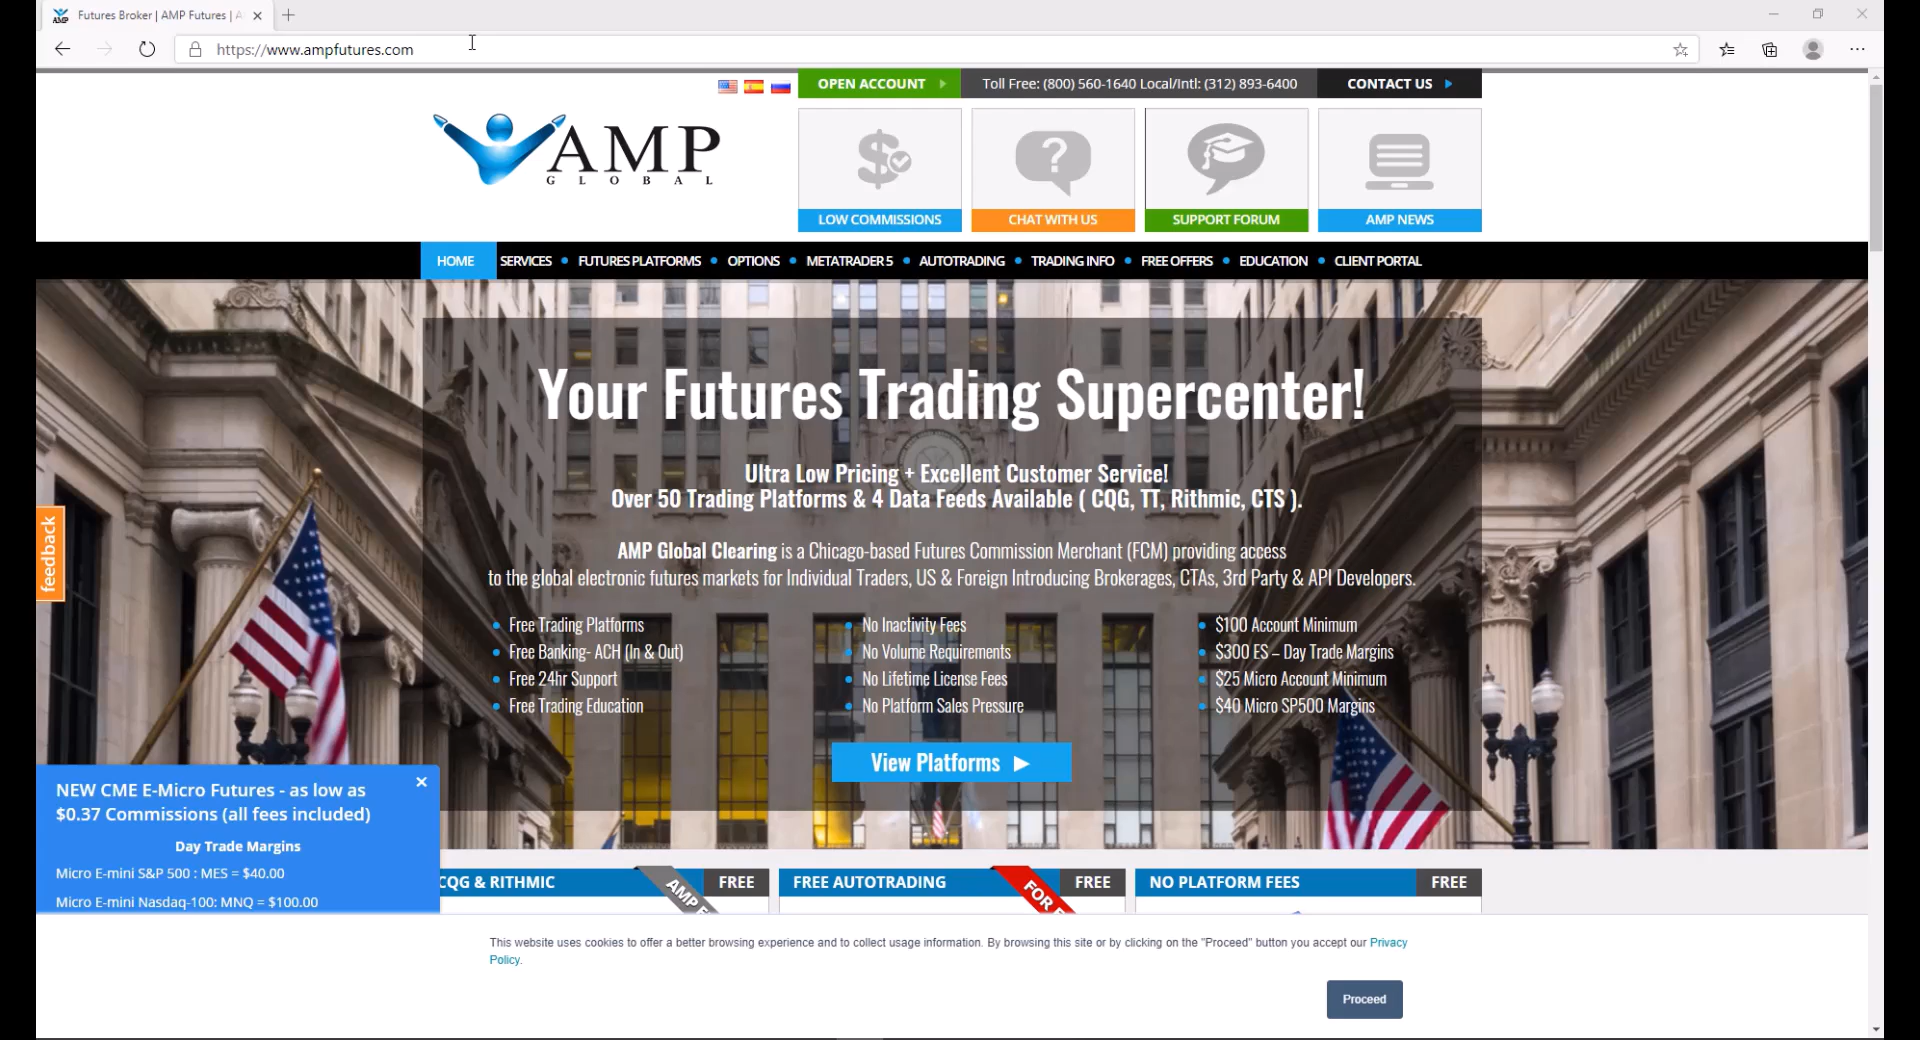 Futures Broker | AMP Futures |
https://www.ampfutures.com
OPEN ACCOUNT
Toll Free: (800) 560-1640 Local/Intl: (312) 893-6400
CONTACT US
AMP
GLOBAL
LOW COMMISSIONS
CHAT WITH US
SUPPORT FORUM
AMP NEWS
HOME
SERVICES
FUTURES PLATFORMS
OPTIONS
METATRADER 5
AUTOTRADING
TRADING INFO
FREE OFFERS
EDUCATION
CLIENT PORTAL
Your Futures Trading Supercenter!
Ultra Low Pricing + Excellent Customer Service!
Over 50 Trading Platforms & 4 Data Feeds Available ( CQG, TT, Rithmic, CTS ).
AMP Global Clearing is a Chicago-based Futures Commission Merchant (FCM) providing access
to the global electronic futures markets for Individual Traders, US & Foreign Introducing Brokerages, CTAs, 3rd Party & API Developers.
Free Trading Platforms
Free Banking- ACH (In & Out)
Free 24hr Support
Free Trading Education
No Inactivity Fees
No Volume Requirements
No Lifetime License Fees
No Platform Sales Pressure
$100 Account Minimum
$300 ES – Day Trade Margins
$25 Micro Account Minimum
$40 Micro SP500 Margins
View Platforms
feedback
NEW CME E-Micro Futures - as low as
$0.37 Commissions (all fees included)
Day Trade Margins
Micro E-mini S&P 500 : MES = $40.00
Micro E-mini Nasdaq-100: MNQ = $100.00
CQG & RITHMIC
AMP
FREE
FREE AUTOTRADING
FOR
FREE
NO PLATFORM FEES
FREE
This website uses cookies to offer a better browsing experience and to collect usage information. By browsing this site or by clicking on the "Proceed" button you accept our Privacy
Policy.
Proceed